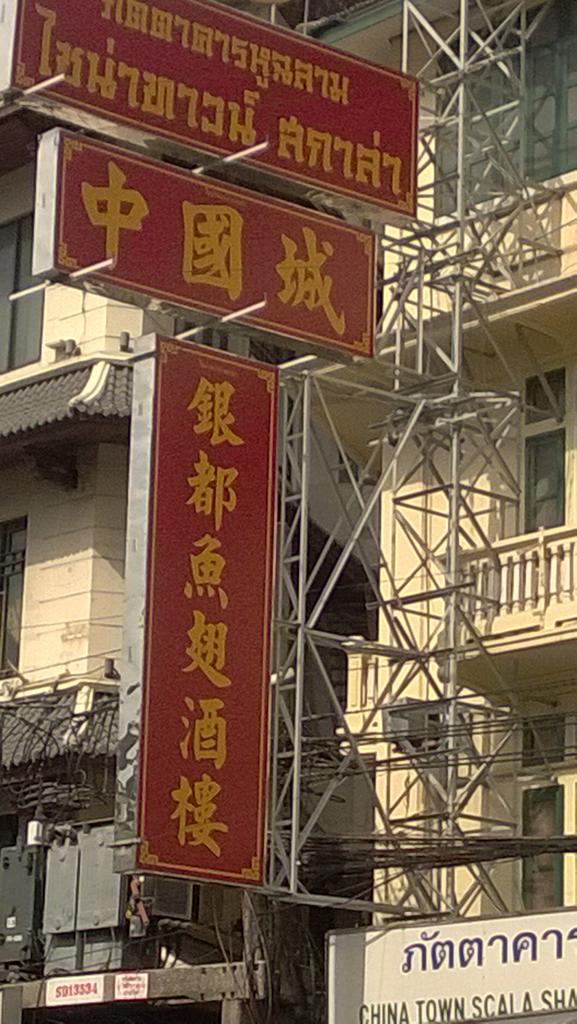 ภัตตาคารหูฉลาม
ไชน่าทาวน์ สกาล่า
中國城
銀都魚翅酒樓
5013534
ภัตตาคาร
CHINA TOWN SCALA SHA